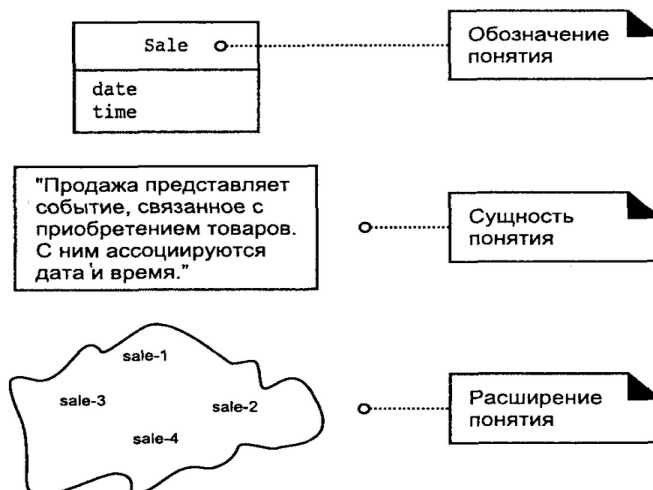 Sale
Обозначение
понятия
date
time
"Продажа представляет
событие, связанное с
приобретением товаров.
С ним ассоциируются
дата и время."
Сущность
понятия
sale-1
sale-3
sale-2
sale-4
Расширение
понятия